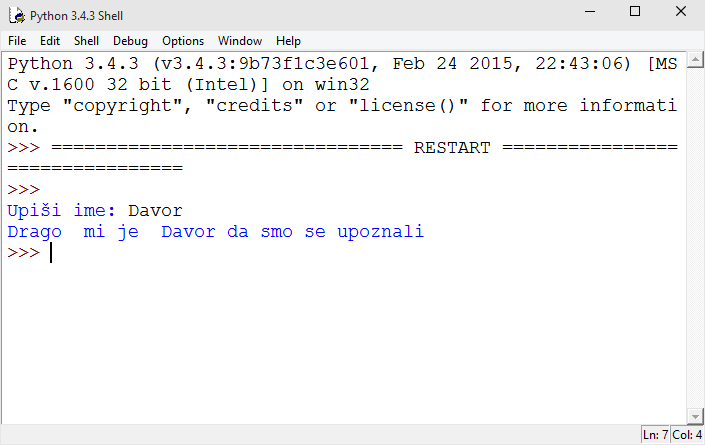 Python 3.4.3 Shell
File Edit Shell Debug Options Window Help
Python 3.4.3 (v3.4.3:9b73f1c3e601, Feb 24 2015, 22:43:06) [MS
C v.1600 32 bit (Intel)] on win32
Type "copyright", "credits" or "license()" for more informati
on.
>>> ================================ RESTART ================
================
>>>
Upiši ime: Davor
Drago  mi je  Davor da smo se upoznali
>>>
Ln: 7 Col: 4